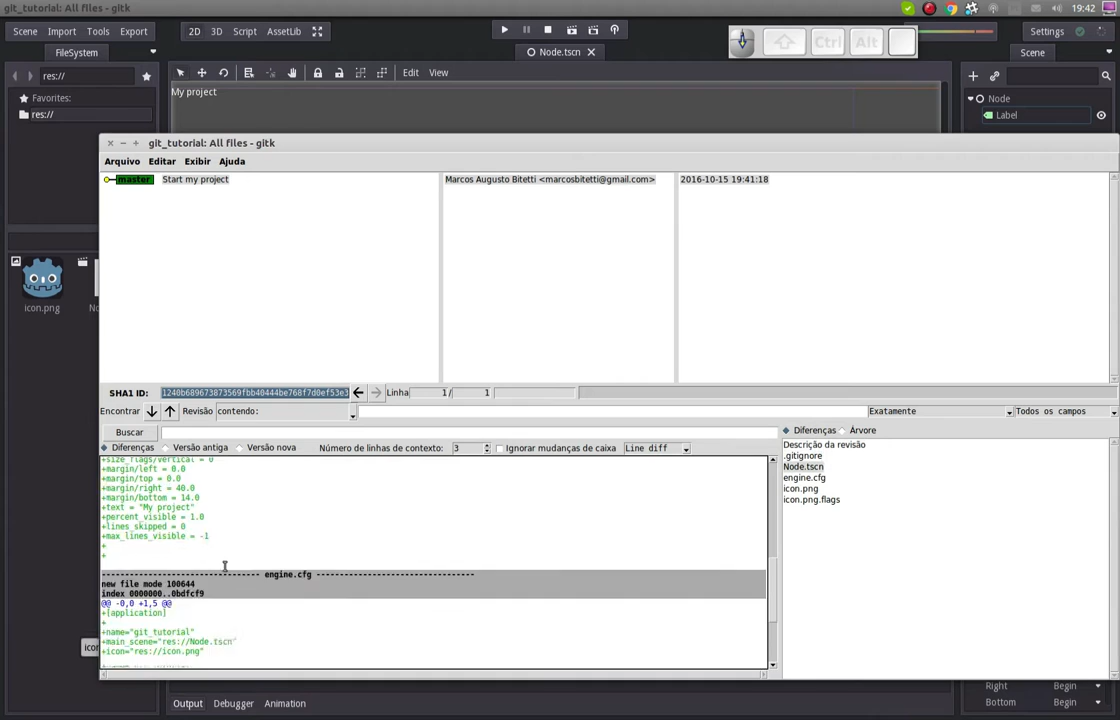 git_tutorial: All files - gitk
19:42
Scene Import Tools Export
2D 3D Script AssetLib
Settings
FileSystem
Node.tscn
Scene
Ctrl Alt
res://
Edit View
Favorites:
res://
My project
Node
Label
git_tutorial: All files - gitk
Arquivo Editar Exibir Ajuda
master Start my project
Marcos Augusto Bitetti <marcosbitetti@gmail.com>
2016-10-15 19:41:18
icon.png
SHA1 ID: 1240b689673873569fbb40444be768f7d0ef53e3 Linha 1/ 1
Encontrar Revisão contendo: Exatamente Todos os campos
Buscar
Diferenças Árvore
Diferenças Versão antiga Versão nova Número de linhas de contexto: 3 Ignorar mudanças de caixa Line diff
Descrição da revisão
.gitignore
Node.tscn
engine.cfg
icon.png
icon.png.flags
+size_flags/vertical = 0
+margin/left = 0.0
+margin/top = 0.0
+margin/right = 40.0
+margin/bottom = 14.0
+text = "My project"
+percent_visible = 1.0
+lines_skipped = 0
+max_lines_visible = -1
+
+
---------------------------------- engine.cfg ----------------------------------
new file mode 100644
index 0000000..0bdfcf9
@@ -0,0 +1,5 @@
+[application]
+
+name="git_tutorial"
+main_scene="res://Node.tscn"
+icon="res://icon.png"
Right Begin
Bottom Begin
Output Debugger Animation